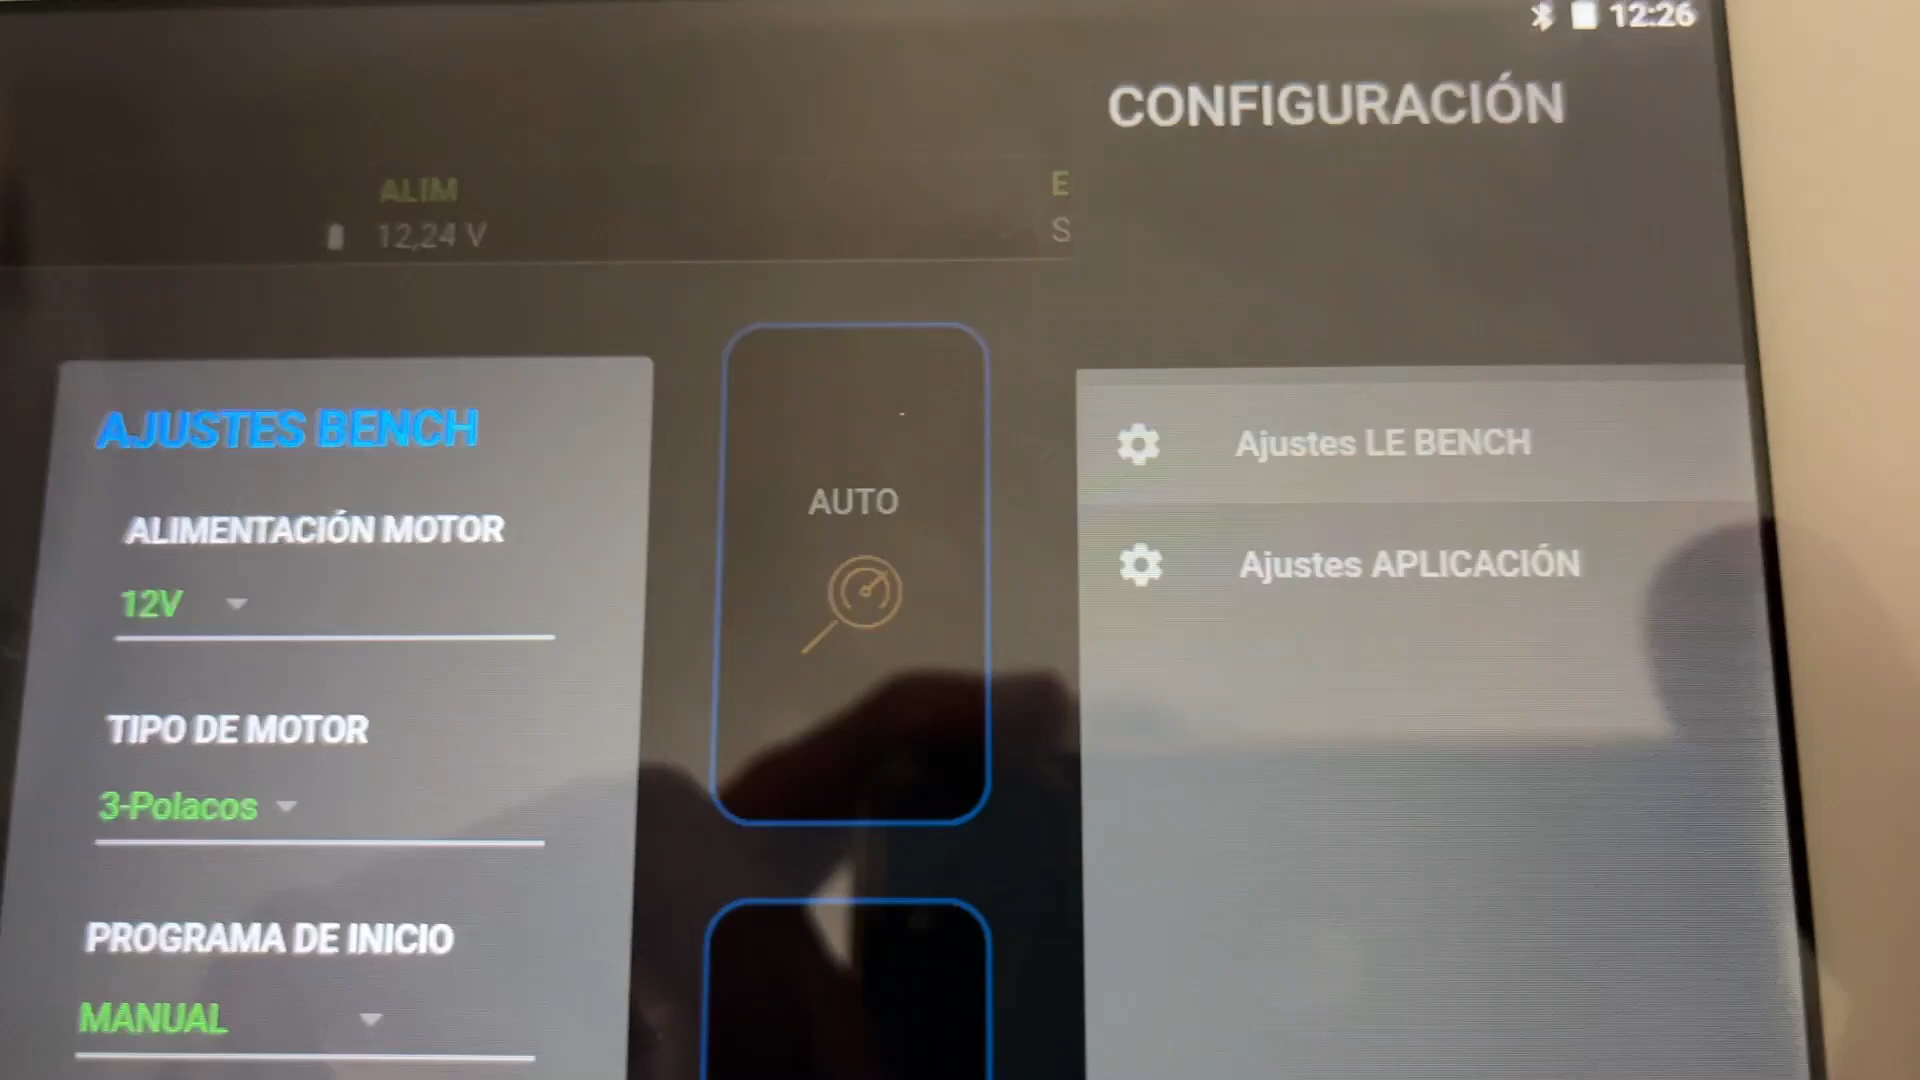 12:26
CONFIGURACIÓN
ALIM
12,24 V
E
S
AJUSTES BENCH
ALIMENTACIÓN MOTOR
12V
TIPO DE MOTOR
3-Polacos
PROGRAMA DE INICIO
MANUAL
AUTO
Ajustes LE BENCH
Ajustes APLICACIÓN